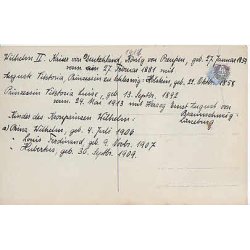 Wilhelm II. Kaiser von Deutschland, König von Preußen, geb. 27. Januar 1859
verm. am 27. Februar 1881 mit
Auguste Viktoria, Prinzessin zu Schleswig-Holstein, geb. 22. Oktbr. 1858
Prinzessin Viktoria Luise, geb. 13. Septbr. 1892
verm. 24. Mai 1913 mit Herzog Ernst August von
Braunschweig-
Lüneburg
Kinder des Kronprinzen Wilhelm:
a) Prinz Wilhelm, geb. 4. Juli 1906
" Louis Ferdinand, geb. 9. Novbr. 1907
" Hubertus, geb. 30. Septbr. 1909.